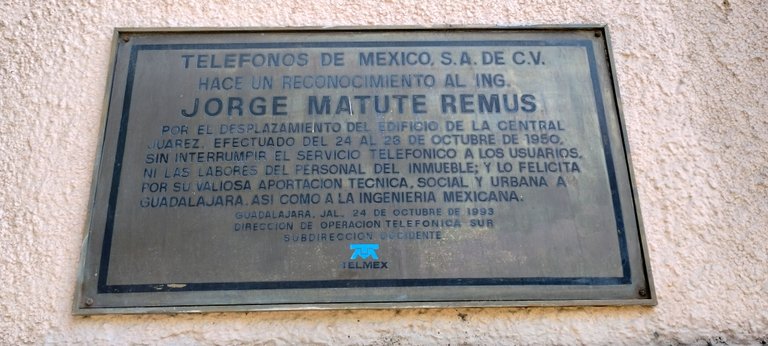 TELEFONOS DE MEXICO, S.A. DE C.V.
HACE UN RECONOCIMIENTO AL ING.
JORGE MATUTE REMUS
POR EL DESPLAZAMIENTO DEL EDIFICIO DE LA CENTRAL
JUAREZ, EFECTUADO DEL 24 AL 28 DE OCTUBRE DE 1950,
SIN INTERRUMPIR EL SERVICIO TELEFONICO A LOS USUARIOS,
NI LAS LABORES DEL PERSONAL DEL INMUEBLE; Y LO FELICITA
POR SU VALIOSA APORTACION TECNICA, SOCIAL Y URBANA A
GUADALAJARA, ASI COMO A LA INGENIERIA MEXICANA.
GUADALAJARA, JAL., 24 DE OCTUBRE DE 1993
DIRECCION DE OPERACION TELEFONICA SUR
SUBDIRECCION OCCIDENTE
TELMEX